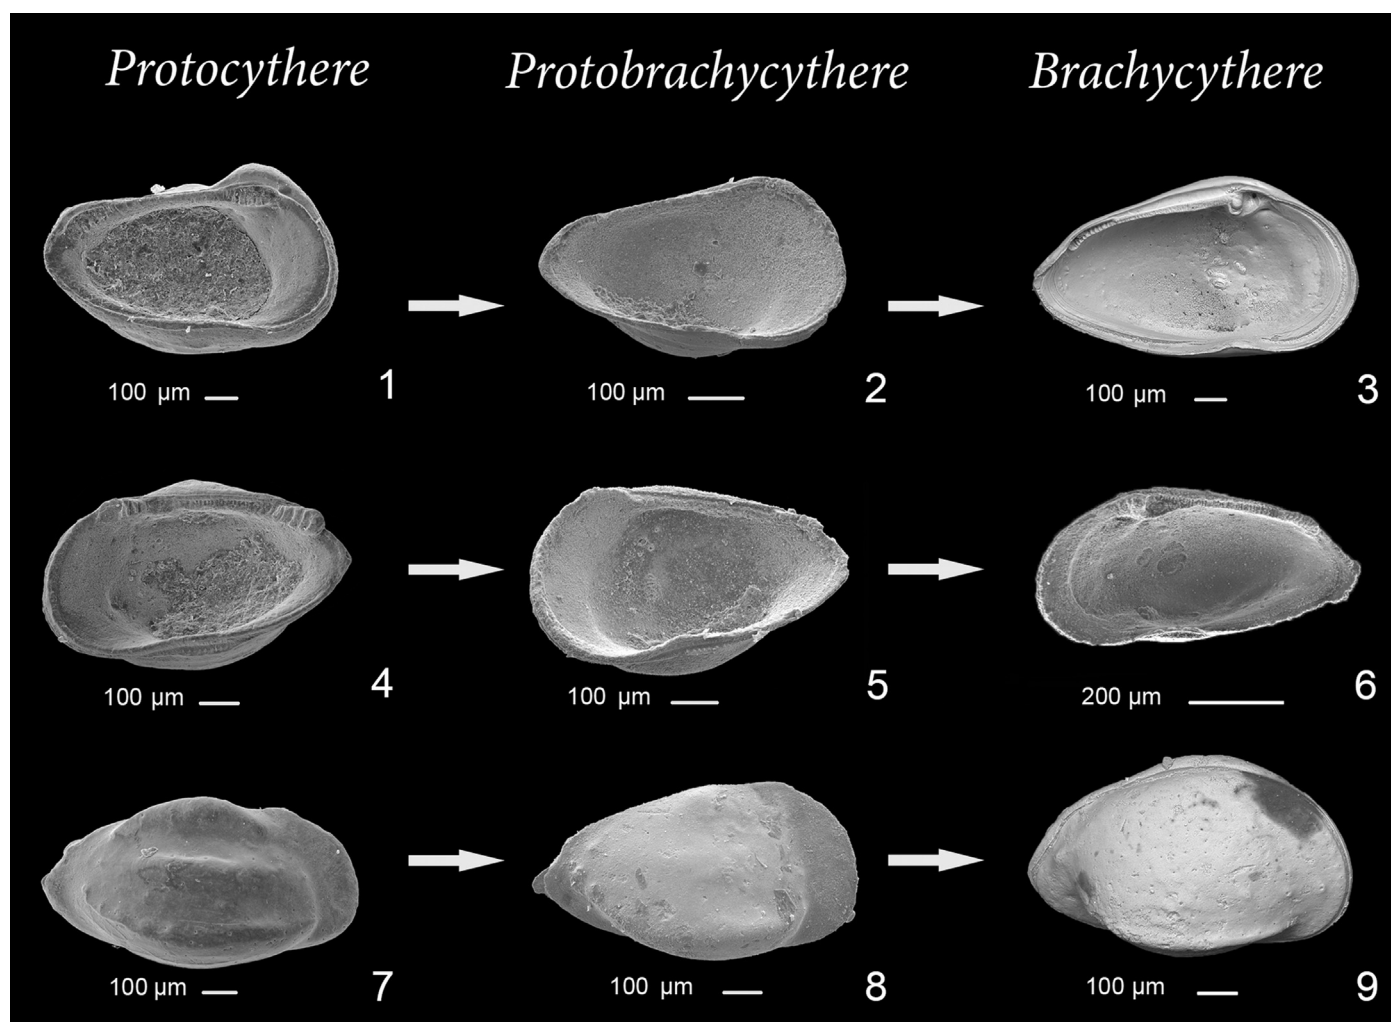 Protocythere Protobrachycythere Brachycythere
100 µm 1 100 µm 2 100 µm 3
100 µm 4 100 µm 5 200 µm 6
100 µm 7 100 µm 8 100 µm 9